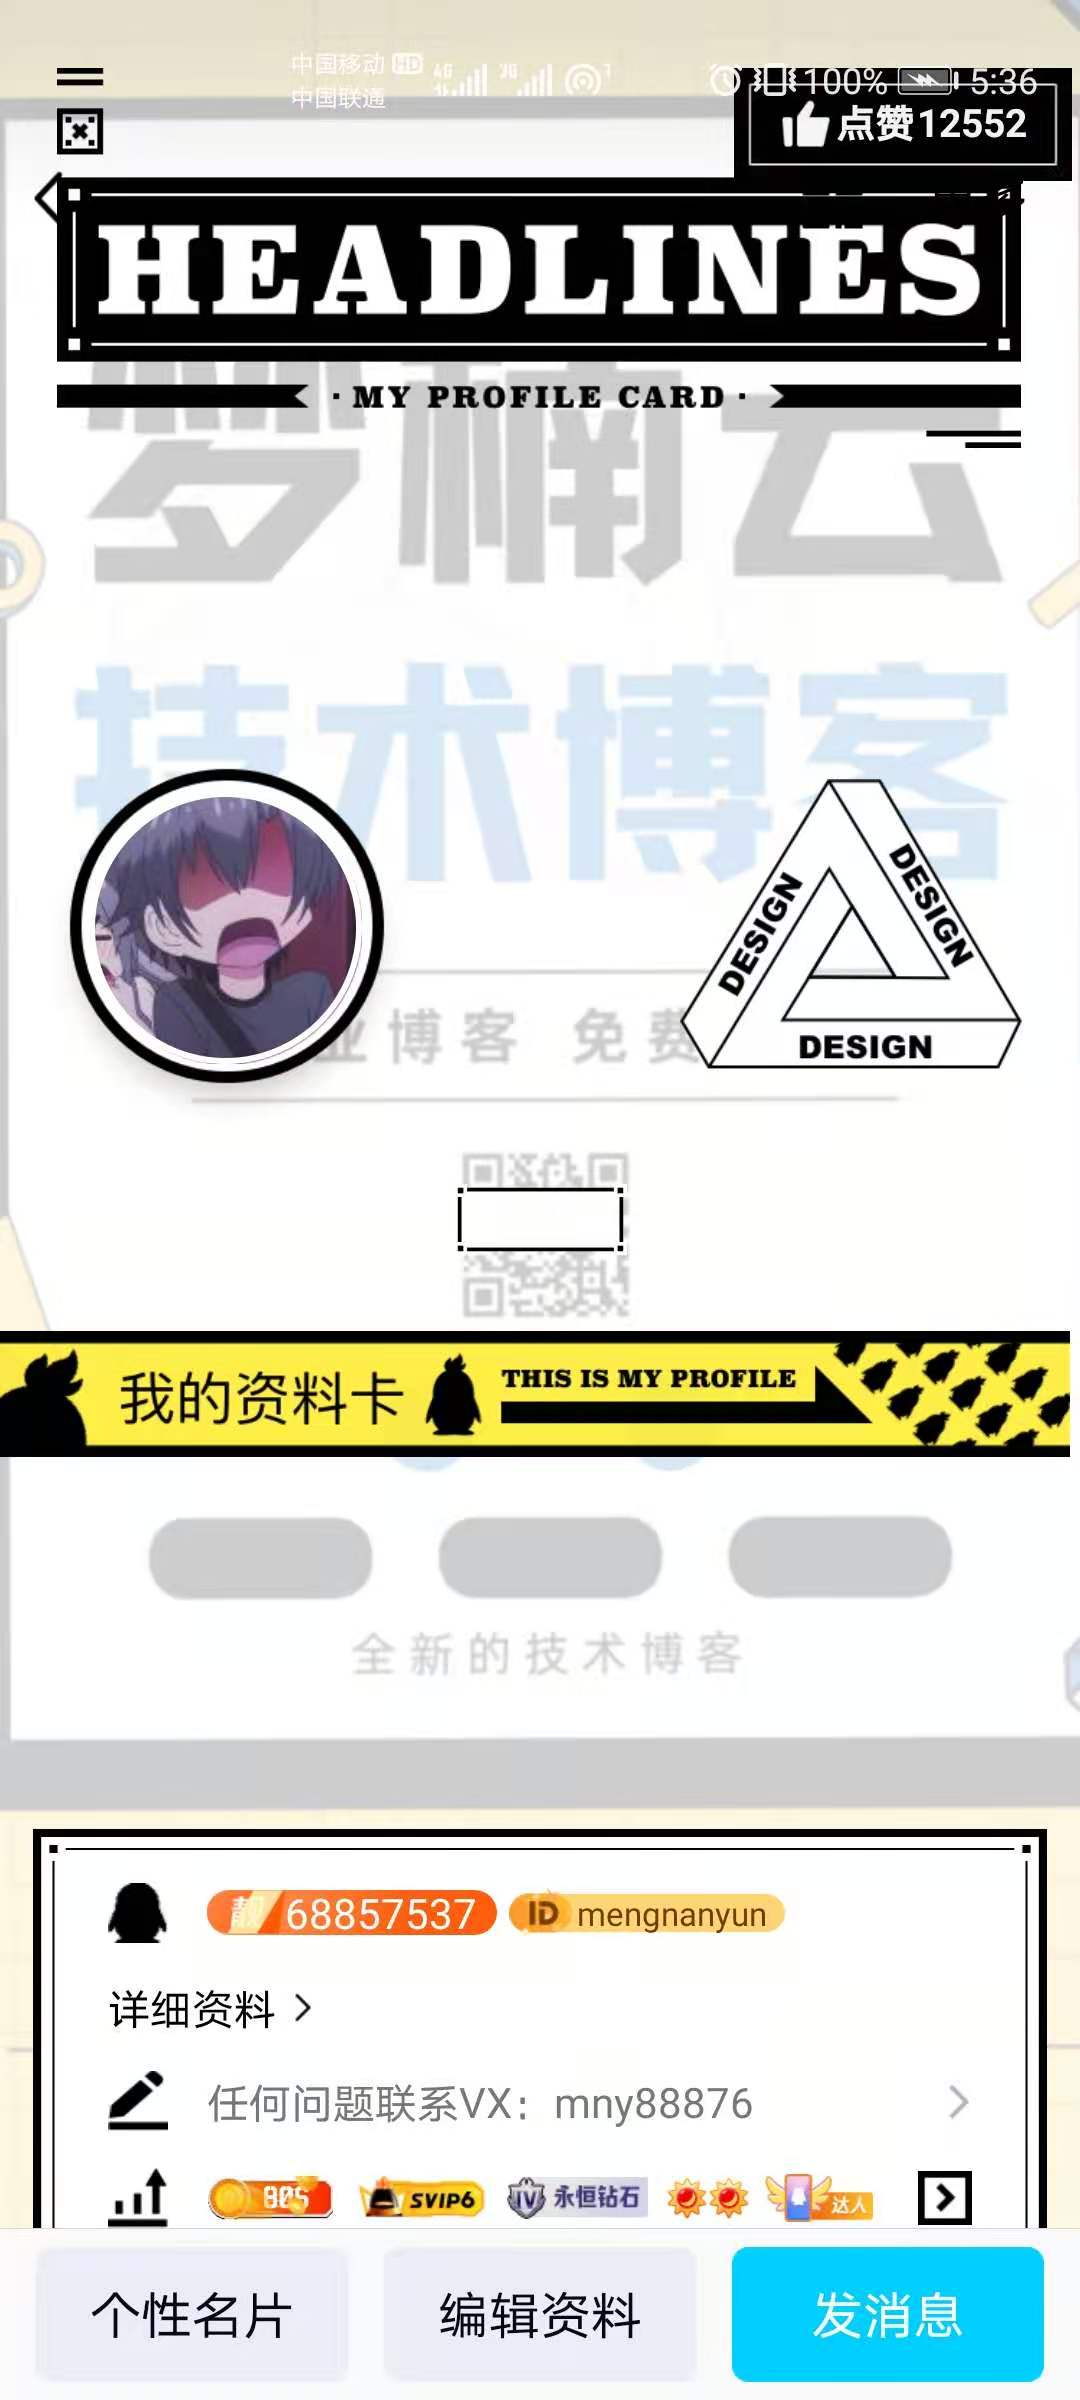 中国移动 HD 4G 3G 1
中国联通
100% 5:36
点赞12552
HEADLINES
· MY PROFILE CARD ·
梦楠云
技术博客
DESIGN
DESIGN
DESIGN
业博客 免费
我的资料卡 THIS IS MY PROFILE
全新的技术博客
靓 68857537 ID mengnanyun
详细资料
任何问题联系VX：mny88876
SVIP6 IV 永恒钻石 达人
个性名片 编辑资料 发消息